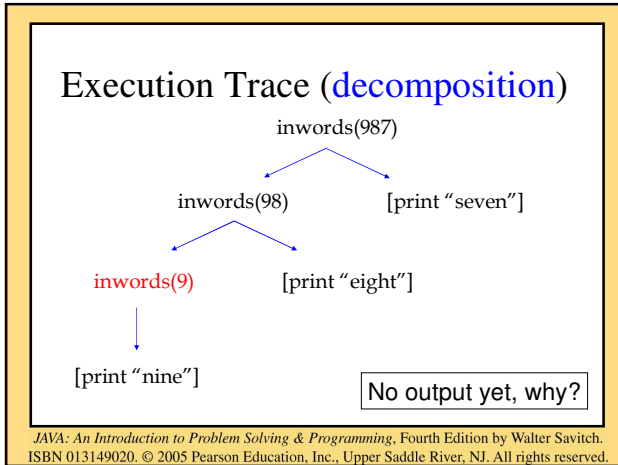 Execution Trace (decomposition)
inwords(987)
inwords(98) [print “seven”]
inwords(9) [print “eight”]
[print “nine”]
No output yet, why?
JAVA: An Introduction to Problem Solving & Programming, Fourth Edition by Walter Savitch.
ISBN 013149020. © 2005 Pearson Education, Inc., Upper Saddle River, NJ. All rights reserved.